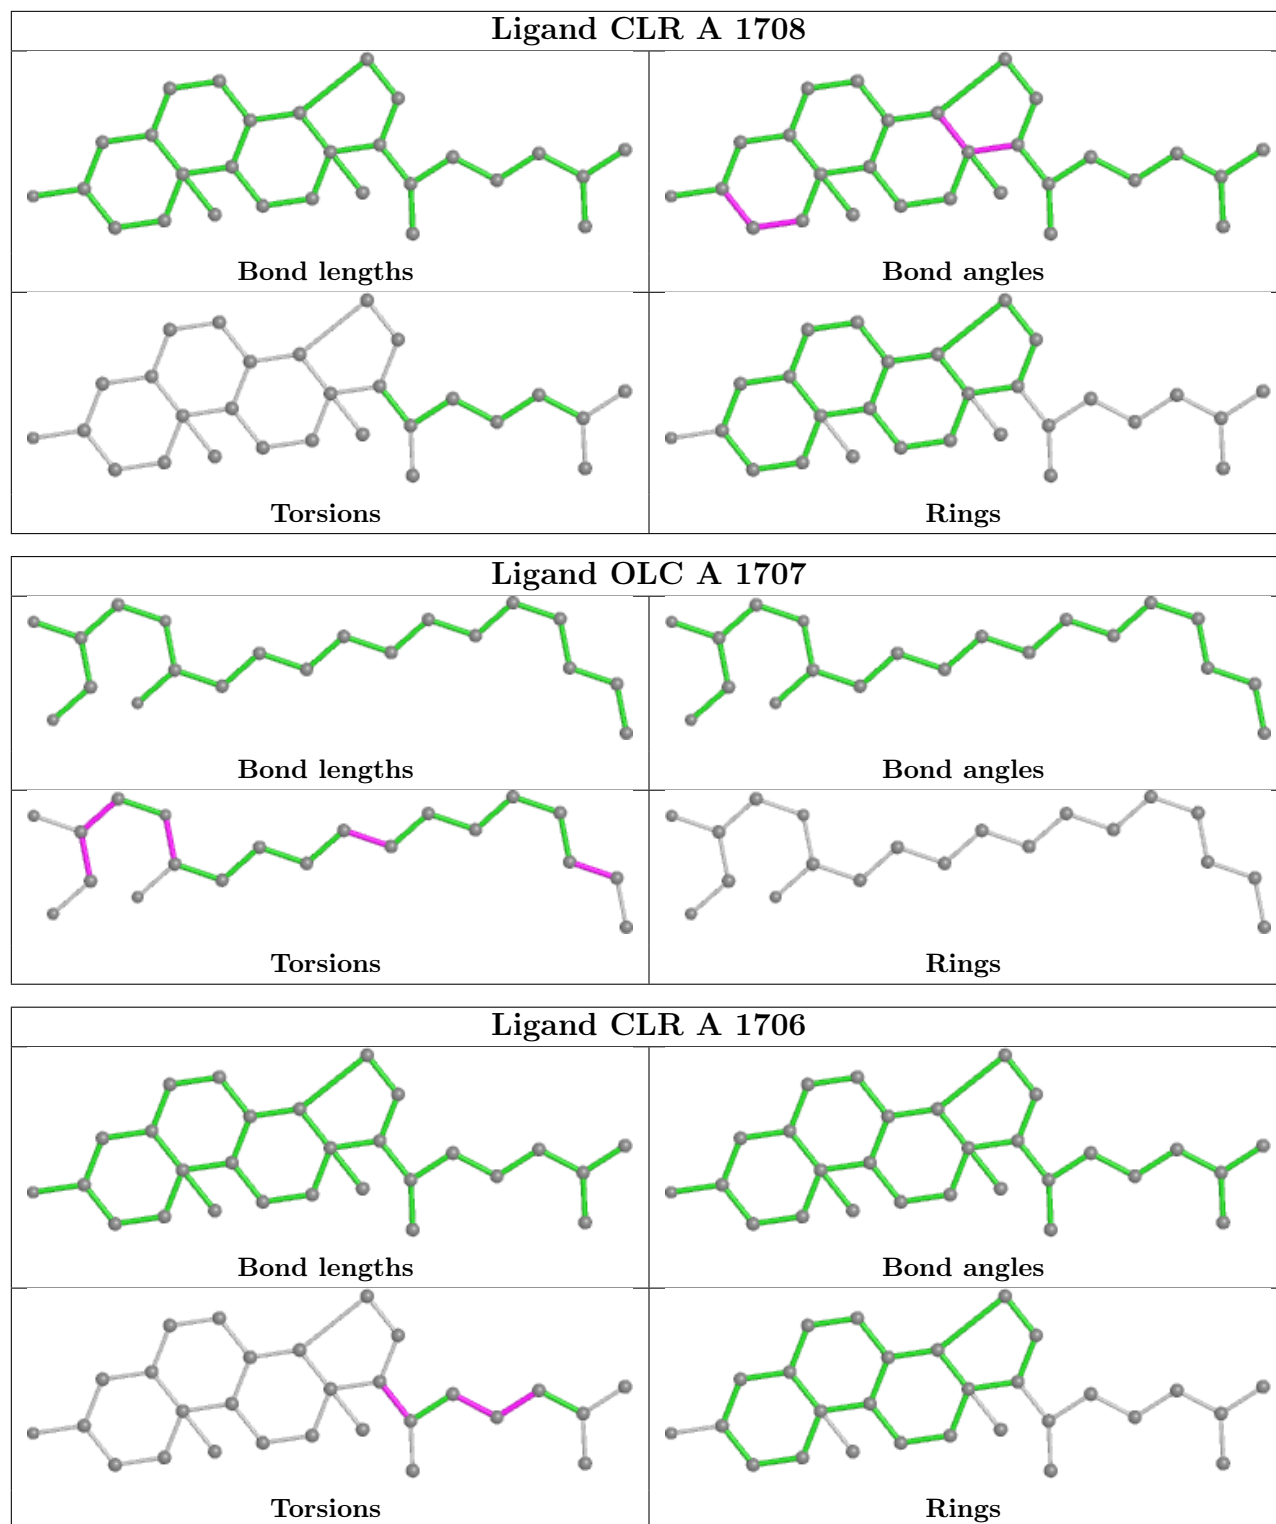 Ligand CLR A 1708
Bond lengths
Bond angles
Torsions
Rings
Ligand OLC A 1707
Bond lengths
Bond angles
Torsions
Rings
Ligand CLR A 1706
Bond lengths
Bond angles
Torsions
Rings